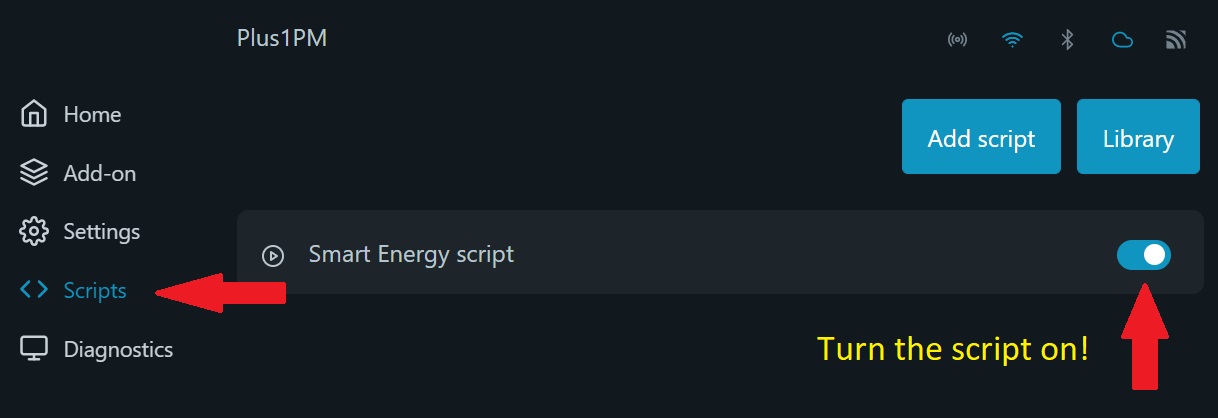 Plus1PM
Home
Add-on
Settings
Scripts
Diagnostics
Add script
Library
Smart Energy script
Turn the script on!